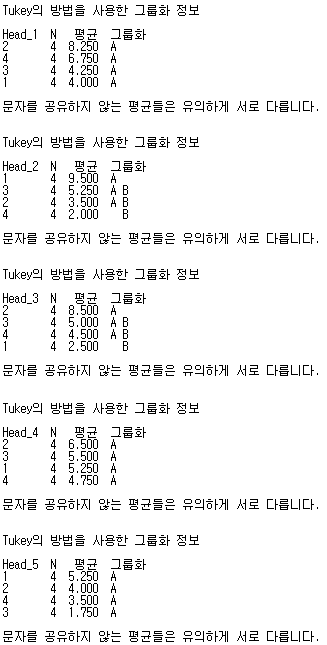 Tukey의 방법을 사용한 그룹화 정보
Head_1 N 평균 그룹화
2 4 8.250 A
4 4 6.750 A
3 4 4.250 A
1 4 4.000 A
문자를 공유하지 않는 평균들은 유의하게 서로 다릅니다.
Tukey의 방법을 사용한 그룹화 정보
Head_2 N 평균 그룹화
1 4 9.500 A
3 4 5.250 A B
2 4 3.500 A B
4 4 2.000 B
문자를 공유하지 않는 평균들은 유의하게 서로 다릅니다.
Tukey의 방법을 사용한 그룹화 정보
Head_3 N 평균 그룹화
2 4 8.500 A
3 4 5.000 A B
4 4 4.500 A B
1 4 2.500 B
문자를 공유하지 않는 평균들은 유의하게 서로 다릅니다.
Tukey의 방법을 사용한 그룹화 정보
Head_4 N 평균 그룹화
2 4 6.500 A
3 4 5.500 A
1 4 5.250 A
4 4 4.750 A
문자를 공유하지 않는 평균들은 유의하게 서로 다릅니다.
Tukey의 방법을 사용한 그룹화 정보
Head_5 N 평균 그룹화
1 4 5.250 A
2 4 4.000 A
4 4 3.500 A
3 4 1.750 A
문자를 공유하지 않는 평균들은 유의하게 서로 다릅니다.